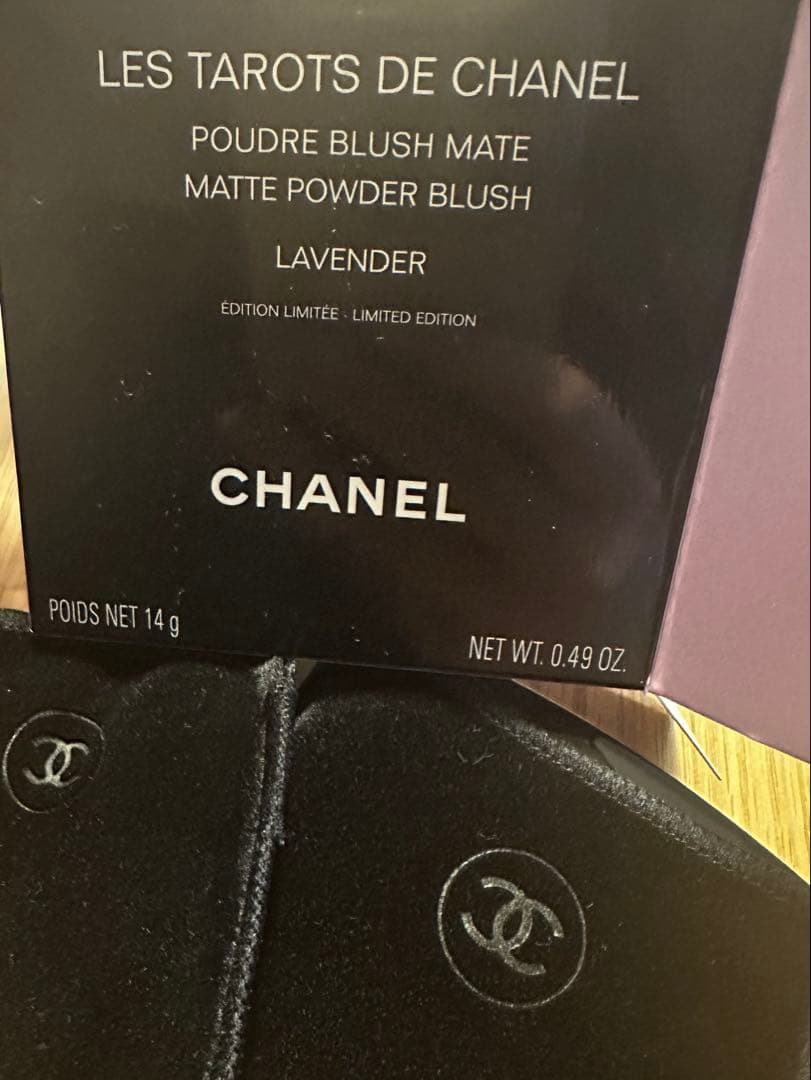 LES TAROTS DE CHANEL
POUDRE BLUSH MATE
MATTE POWDER BLUSH
LAVENDER
ÉDITION LIMITÉE - LIMITED EDITION
CHANEL
POIDS NET 14 g
NET WT. 0.49 OZ.